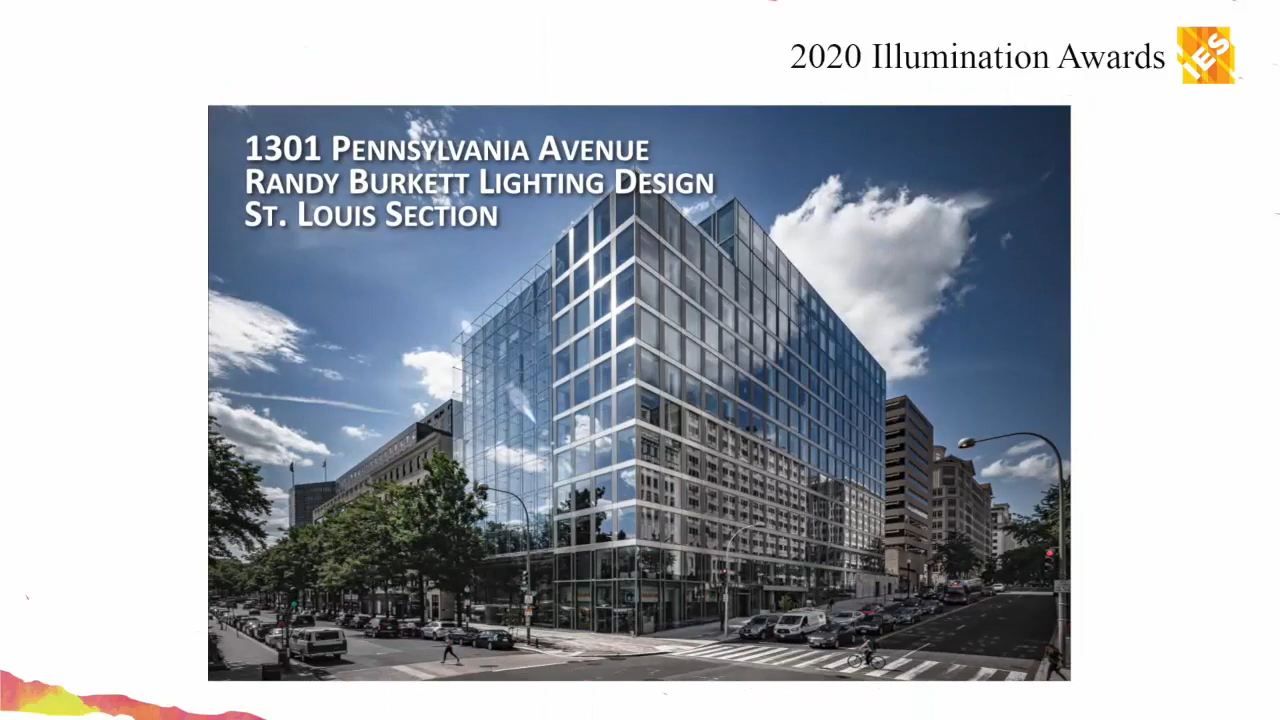 2020 Illumination Awards
IES
1301 PENNSYLVANIA AVENUE
RANDY BURKETT LIGHTING DESIGN
ST. LOUIS SECTION